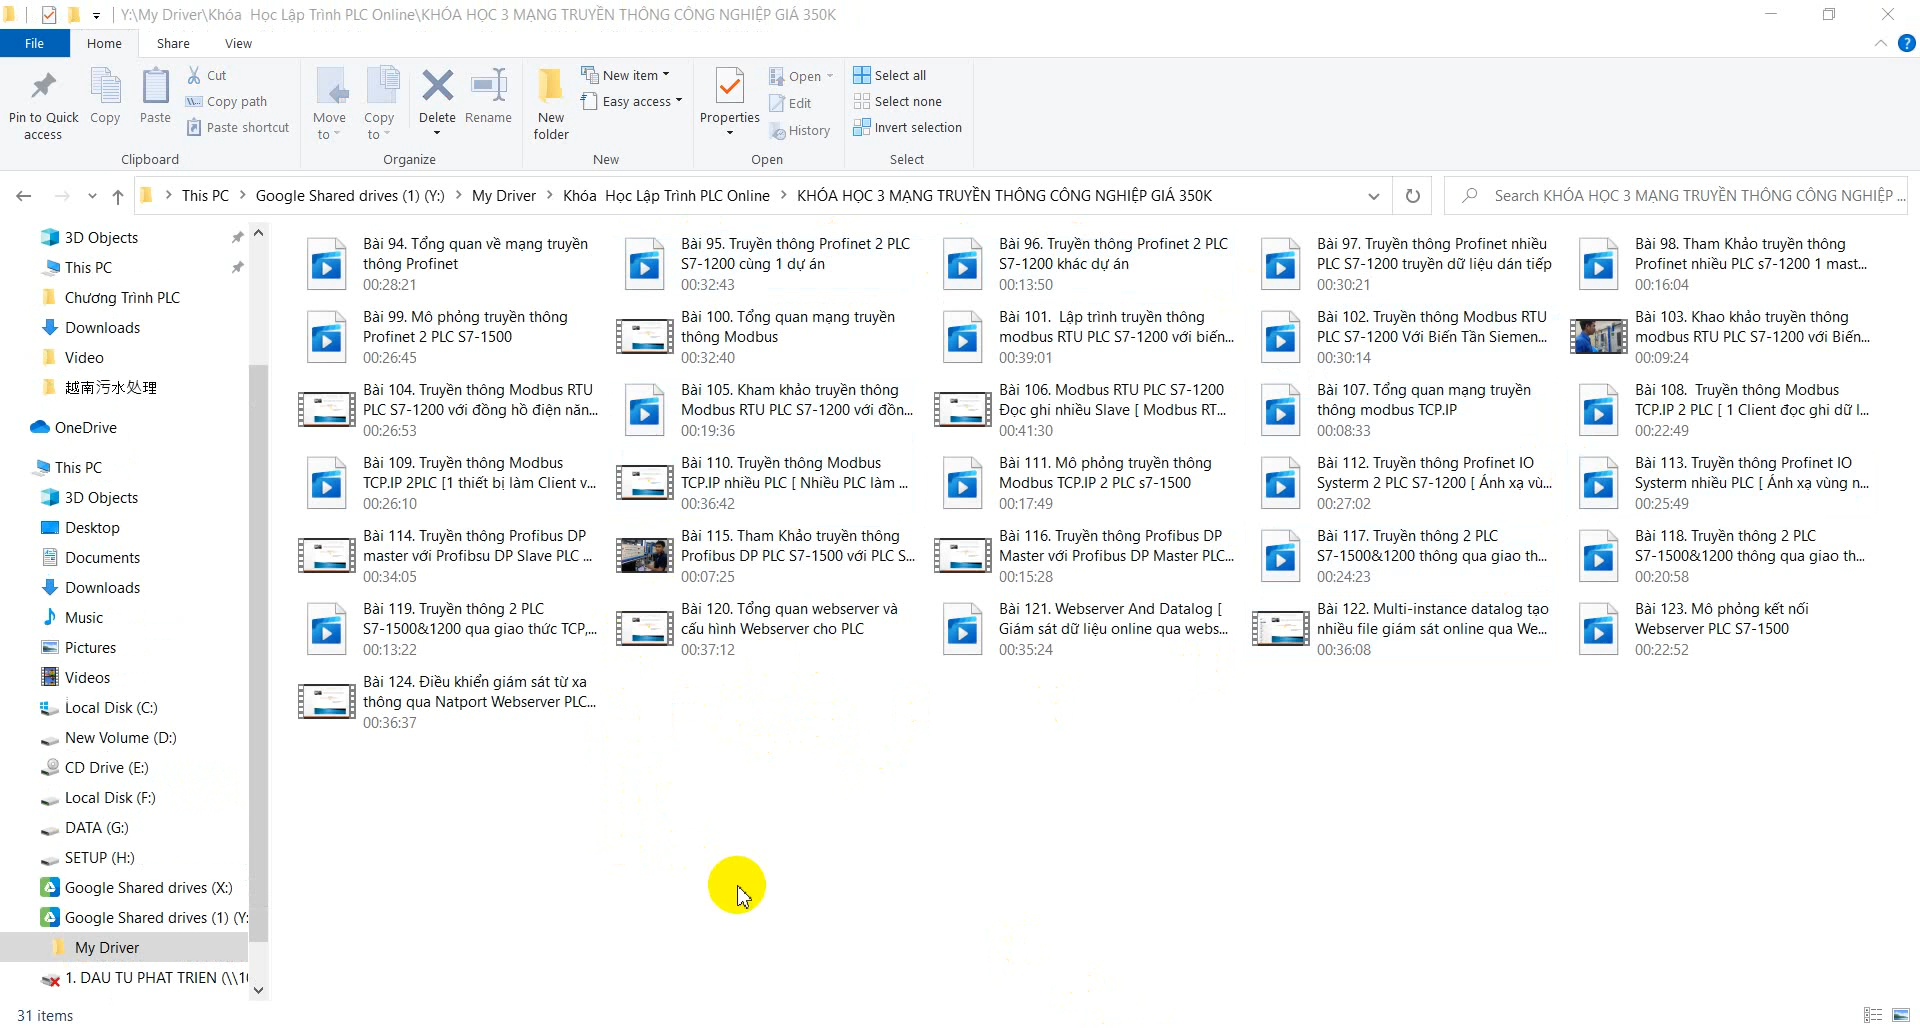 Y:\My Driver\Khóa  Học Lập Trình PLC Online\KHÓA HỌC 3 MẠNG TRUYỀN THÔNG CÔNG NGHIỆP GIÁ 350K
File
Home
Share
View
Pin to Quick
access
Copy
Paste
Cut
Copy path
Paste shortcut
Clipboard
Move
to
Copy
to
Delete
Rename
Organize
New
folder
New item
Easy access
New
Properties
Open
Edit
History
Open
Select all
Select none
Invert selection
Select
This PC
Google Shared drives (1) (Y:)
My Driver
Khóa  Học Lập Trình PLC Online
KHÓA HỌC 3 MẠNG TRUYỀN THÔNG CÔNG NGHIỆP GIÁ 350K
Search KHÓA HỌC 3 MẠNG TRUYỀN THÔNG CÔNG NGHIỆP ...
3D Objects
This PC
Chương Trình PLC
Downloads
Video
越南污水処理
OneDrive
This PC
3D Objects
Desktop
Documents
Downloads
Music
Pictures
Videos
Local Disk (C:)
New Volume (D:)
CD Drive (E:)
Local Disk (F:)
DATA (G:)
SETUP (H:)
Google Shared drives (X:)
Google Shared drives (1) (Y:
My Driver
1. DAU TU PHAT TRIEN (\\1
Bài 94. Tổng quan về mạng truyền
thông Profinet
00:28:21
Bài 95. Truyền thông Profinet 2 PLC
S7-1200 cùng 1 dự án
00:32:43
Bài 96. Truyền thông Profinet 2 PLC
S7-1200 khác dự án
00:13:50
Bài 97. Truyền thông Profinet nhiều
PLC S7-1200 truyền dữ liệu dán tiếp
00:30:21
Bài 98. Tham Khảo truyền thông
Profinet nhiều PLC s7-1200 1 mast...
00:16:04
Bài 99. Mô phỏng truyền thông
Profinet 2 PLC S7-1500
00:26:45
Bài 100. Tổng quan mạng truyền
thông Modbus
00:32:40
Bài 101.  Lập trình truyền thông
modbus RTU PLC S7-1200 với biến...
00:39:01
Bài 102. Truyền thông Modbus RTU
PLC S7-1200 Với Biến Tần Siemen...
00:30:14
Bài 103. Khao khảo truyền thông
modbus RTU PLC S7-1200 với Biến...
00:09:24
Bài 104. Truyền thông Modbus RTU
PLC S7-1200 với đồng hồ điện năn...
00:26:53
Bài 105. Kham khảo truyền thông
Modbus RTU PLC S7-1200 với đồn...
00:19:36
Bài 106. Modbus RTU PLC S7-1200
Đọc ghi nhiều Slave [ Modbus RT...
00:41:30
Bài 107. Tổng quan mạng truyền
thông modbus TCP.IP
00:08:33
Bài 108.  Truyền thông Modbus
TCP.IP 2 PLC [ 1 Client đọc ghi dữ l...
00:22:49
Bài 109. Truyền thông Modbus
TCP.IP 2PLC [1 thiết bị làm Client v...
00:26:10
Bài 110. Truyền thông Modbus
TCP.IP nhiều PLC [ Nhiều PLC làm ...
00:36:42
Bài 111. Mô phỏng truyền thông
Modbus TCP.IP 2 PLC s7-1500
00:17:49
Bài 112. Truyền thông Profinet IO
Systerm 2 PLC S7-1200 [ Ánh xạ vù...
00:27:02
Bài 113. Truyền thông Profinet IO
Systerm nhiều PLC [ Ánh xạ vùng n...
00:25:49
Bài 114. Truyền thông Profibus DP
master với Profibsu DP Slave PLC ...
00:34:05
Bài 115. Tham Khảo truyền thông
Profibus DP PLC S7-1500 với PLC S...
00:07:25
Bài 116. Truyền thông Profibus DP
Master với Profibus DP Master PLC...
00:15:28
Bài 117. Truyền thông 2 PLC
S7-1500&1200 thông qua giao th...
00:24:23
Bài 118. Truyền thông 2 PLC
S7-1500&1200 thông qua giao th...
00:20:58
Bài 119. Truyền thông 2 PLC
S7-1500&1200 qua giao thức TCP,...
00:13:22
Bài 120. Tổng quan webserver và
cấu hình Webserver cho PLC
00:37:12
Bài 121. Webserver And Datalog [
Giám sát dữ liệu online qua webs...
00:35:24
Bài 122. Multi-instance datalog tạo
nhiều file giám sát online qua We...
00:36:08
Bài 123. Mô phỏng kết nối
Webserver PLC S7-1500
00:22:52
Bài 124. Điều khiển giám sát từ xa
thông qua Natport Webserver PLC...
00:36:37
31 items